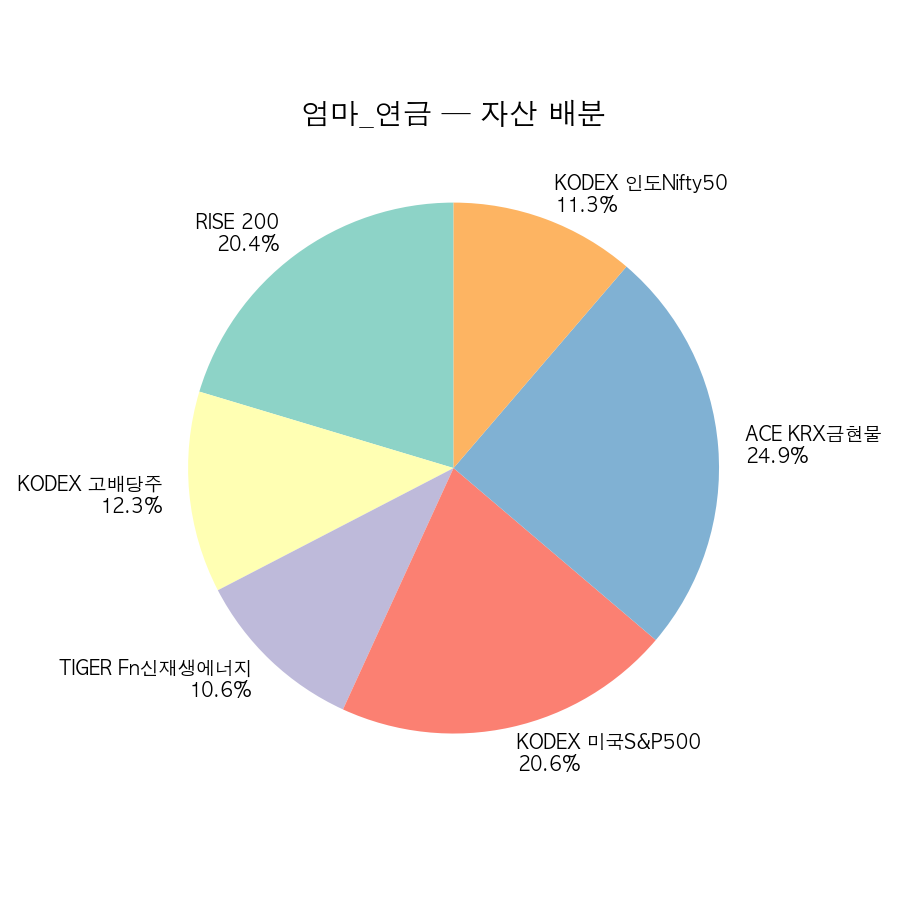 엄마_연금 — 자산 배분
KODEX 인도Nifty50
11.3%
RISE 200
20.4%
ACE KRX금현물
24.9%
KODEX 고배당주
12.3%
TIGER Fn신재생에너지
10.6%
KODEX 미국S&P500
20.6%